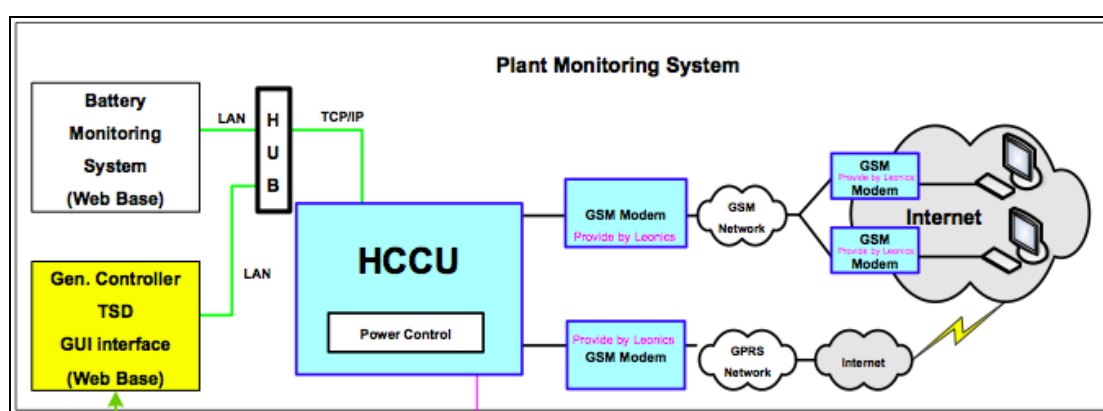 Plant Monitoring System
Battery
Monitoring
System
(Web Base)
LAN
H
U
B
TCP/IP
Gen. Controller
TSD
GUI interface
(Web Base)
LAN
HCCU
Power Control
GSM Modem
Provide by Leonics
GSM
Network
GSM
Provide by Leonics
Modem
Internet
GSM
Provide by Leonics
Modem
Provide by Leonics
GSM Modem
GPRS
Network
Internet